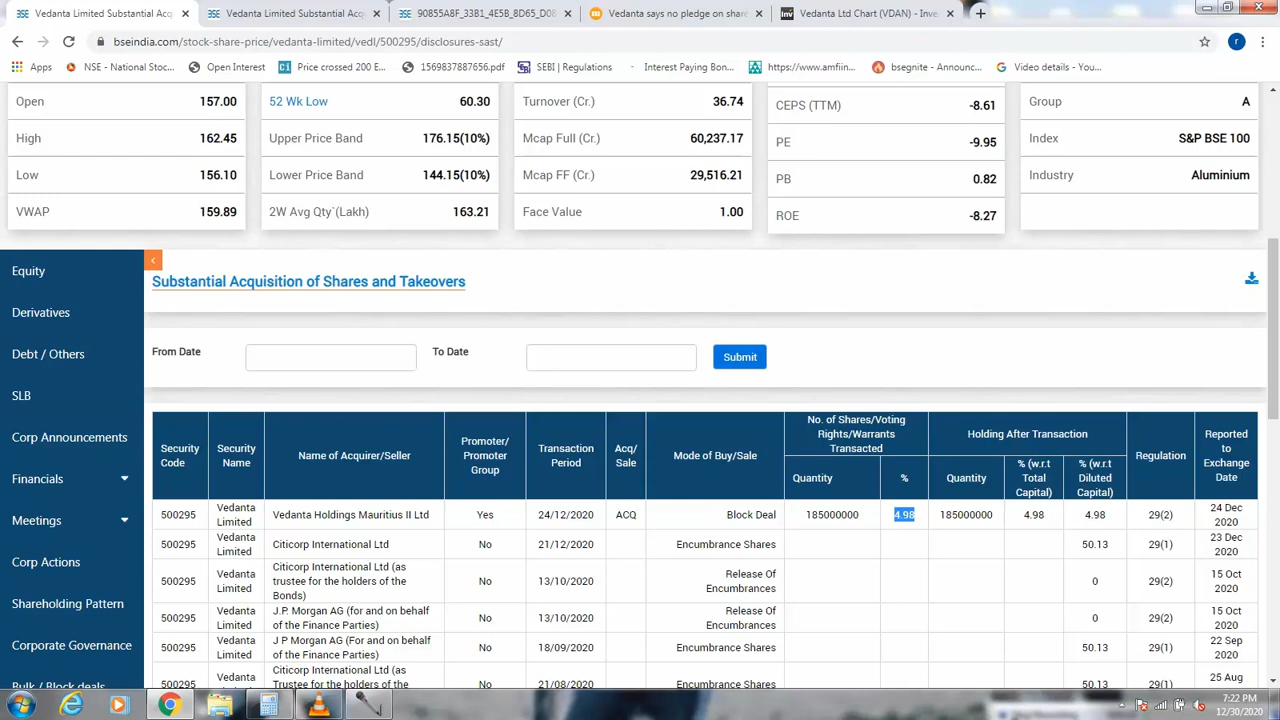 Vedanta Limited Substantial Acq
Vedanta Limited Substantial Acq
90855A8F_33B1_4E5B_8D65_D0
Vedanta says no pledge on share
Inv
Vedanta Ltd Chart (VDAN) - Inve
bseindia.com/stock-share-price/vedanta-limited/vedl/500295/disclosures-sast/
r
Apps
NSE - National Stoc...
Open Interest
Price crossed 200 E...
1569837887656.pdf
SEBI | Regulations
Interest Paying Bon...
https://www.amfiin...
bsegnite - Announc...
Video details - You...
Open 157.00
52 Wk Low 60.30
Turnover (Cr.) 36.74
CEPS (TTM) -8.61
Group A
High 162.45
Upper Price Band 176.15(10%)
Mcap Full (Cr.) 60,237.17
PE -9.95
Index S&P BSE 100
Low 156.10
Lower Price Band 144.15(10%)
Mcap FF (Cr.) 29,516.21
PB 0.82
Industry Aluminium
VWAP 159.89
2W Avg Qty`(Lakh) 163.21
Face Value 1.00
ROE -8.27
Equity
Derivatives
Debt / Others
SLB
Corp Announcements
Financials
Meetings
Corp Actions
Shareholding Pattern
Corporate Governance
Bulk / Block deals
Substantial Acquisition of Shares and Takeovers
From Date
To Date
Submit
Security
Code
Security
Name
Name of Acquirer/Seller
Promoter/
Promoter
Group
Transaction
Period
Acq/
Sale
Mode of Buy/Sale
No. of Shares/Voting
Rights/Warrants
Transacted
Quantity
%
Holding After Transaction
Quantity
% (w.r.t
Total
Capital)
% (w.r.t
Diluted
Capital)
Regulation
Reported
to
Exchange
Date
500295
Vedanta
Limited
Vedanta Holdings Mauritius II Ltd
Yes
24/12/2020
ACQ
Block Deal
185000000
4.98
185000000
4.98
4.98
29(2)
24 Dec
2020
500295
Vedanta
Limited
Citicorp International Ltd
No
21/12/2020
Encumbrance Shares
50.13
29(1)
23 Dec
2020
500295
Vedanta
Limited
Citicorp International Ltd (as
trustee for the holders of the
Bonds)
No
13/10/2020
Release Of
Encumbrances
0
29(2)
15 Oct
2020
500295
Vedanta
Limited
J.P. Morgan AG (for and on behalf
of the Finance Parties)
No
13/10/2020
Release Of
Encumbrances
0
29(2)
15 Oct
2020
500295
Vedanta
Limited
J P Morgan AG (For and on behalf
of the Finance Parties)
No
18/09/2020
Encumbrance Shares
50.13
29(1)
22 Sep
2020
500295
Vedanta
Citicorp International Ltd (as
Trustee for the holders of the
No
21/08/2020
Encumbrance Shares
50.13
29(1)
25 Aug
7:22 PM
12/30/2020